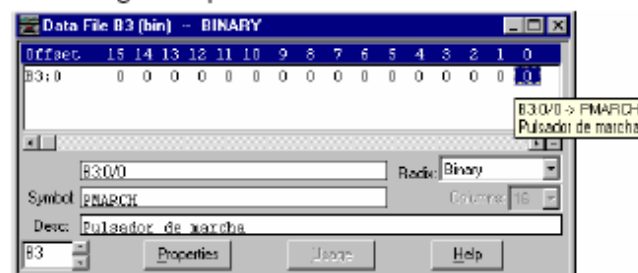 Data File B3 (bin) -- BINARY
Offset 15 14 13 12 11 10 9 8 7 6 5 4 3 2 1 0
B3:0 0 0 0 0 0 0 0 0 0 0 0 0 0 0 0 0
B3:0/0 -> PMARCH
Pulsador de marcha
B3:0/0 Radix: Binary
Symbol: PMARCH Columns: 16
Desc: Pulsador de marcha
B3 Properties Usage Help